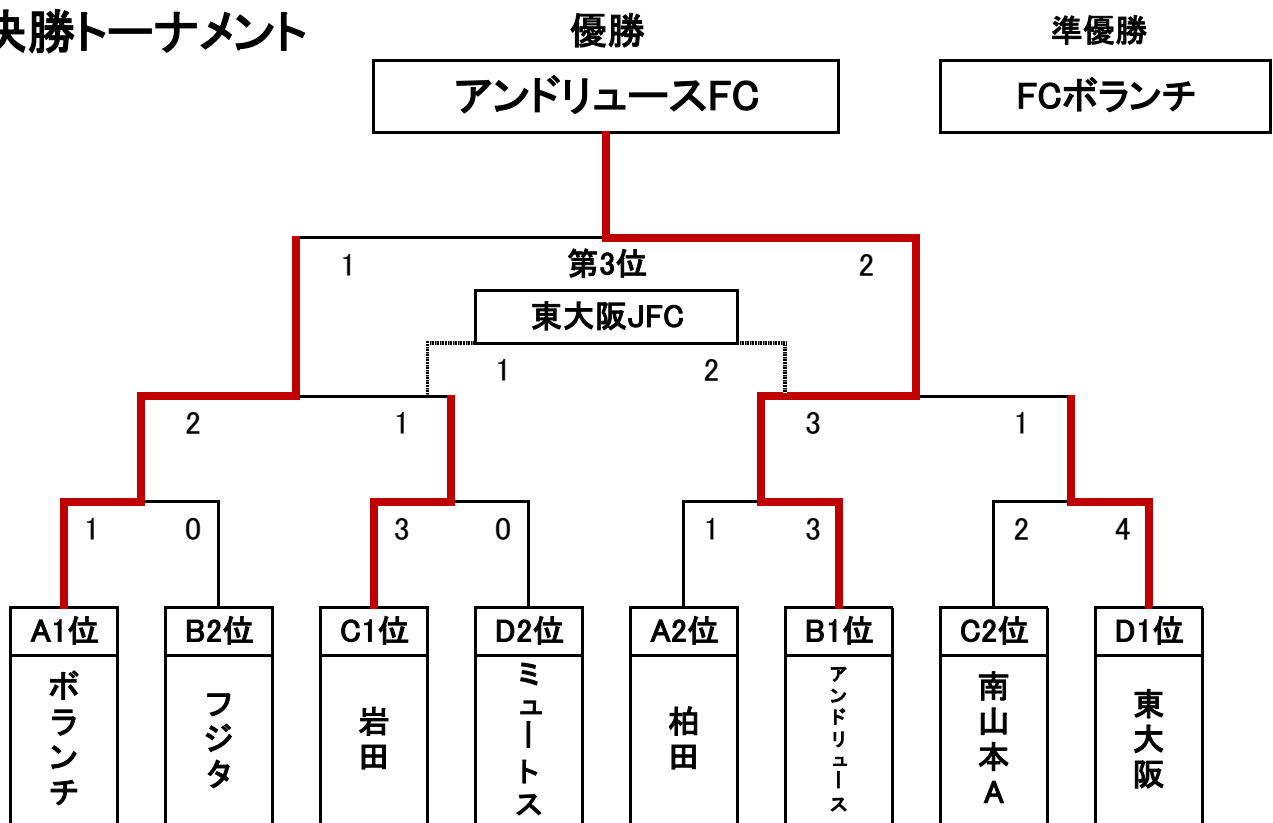 決勝トーナメント
優勝
準優勝
アンドリュースFC
FCボランチ
1
第3位
2
東大阪JFC
1
2
2
1
3
1
1
0
3
0
1
3
2
4
A1位
B2位
C1位
D2位
A2位
B1位
C2位
D1位
ボランチ
フジタ
岩田
ミュートス
柏田
アンドリュース
南山本A
東大阪